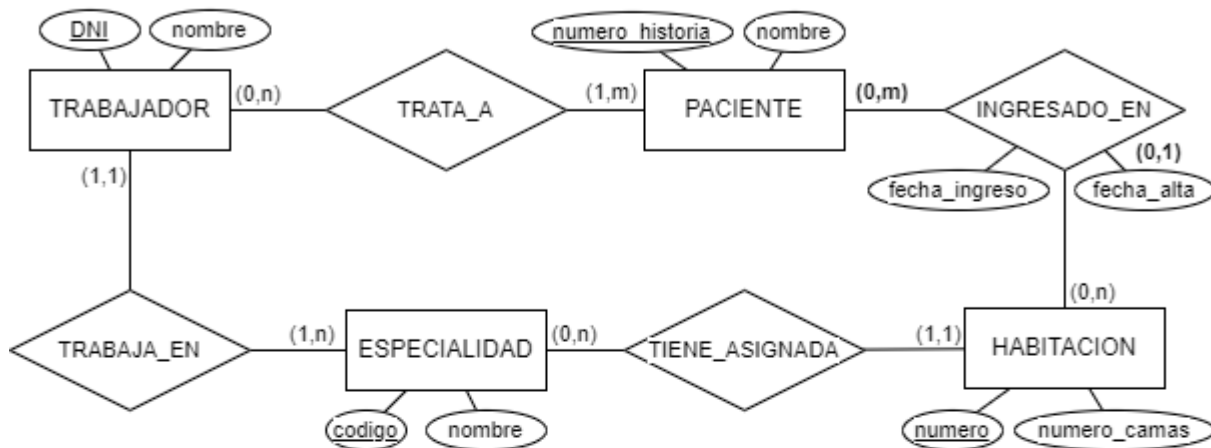 DNI
nombre
numero_historia
nombre
TRABAJADOR
(0,n)
TRATA_A
(1,m)
PACIENTE
(0,m)
INGRESADO_EN
(1,1)
(0,1)
fecha_ingreso
fecha_alta
TRABAJA_EN
(1,n)
ESPECIALIDAD
(0,n)
TIENE_ASIGNADA
(1,1)
(0,n)
HABITACION
codigo
nombre
numero
numero_camas